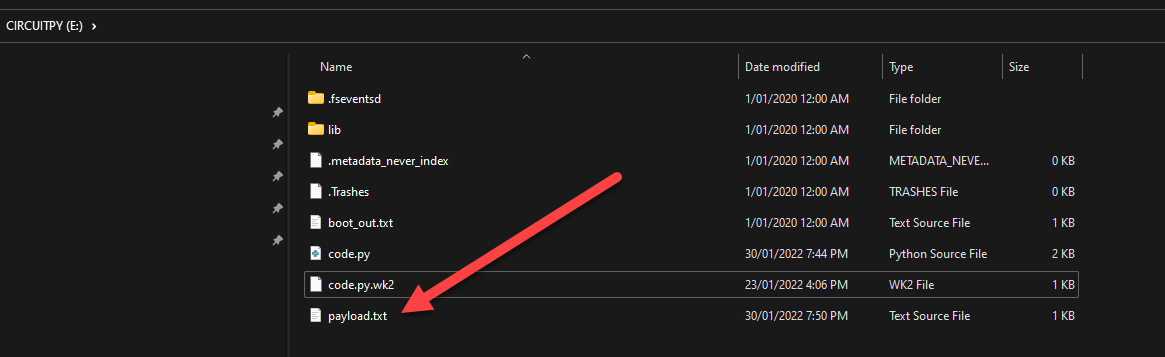 CIRCUITPY (E:)
Name Date modified Type Size
.fseventsd 1/01/2020 12:00 AM File folder
lib 1/01/2020 12:00 AM File folder
.metadata_never_index 1/01/2020 12:00 AM METADATA_NEVE... 0 KB
.Trashes 1/01/2020 12:00 AM TRASHES File 0 KB
boot_out.txt 1/01/2020 12:00 AM Text Source File 1 KB
code.py 30/01/2022 7:44 PM Python Source File 2 KB
code.py.wk2 23/01/2022 4:06 PM WK2 File 1 KB
payload.txt 30/01/2022 7:50 PM Text Source File 1 KB